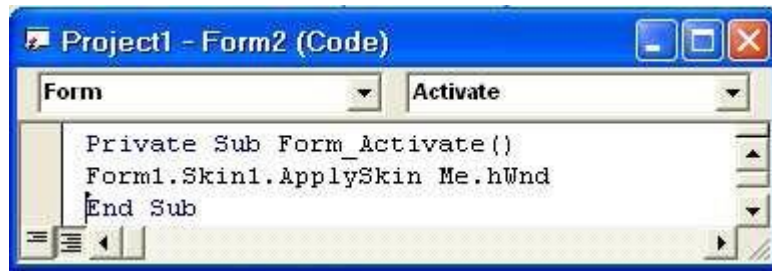 Project1 - Form2 (Code)
Form Activate
Private Sub Form_Activate()
Form1.Skin1.ApplySkin Me.hWnd
End Sub